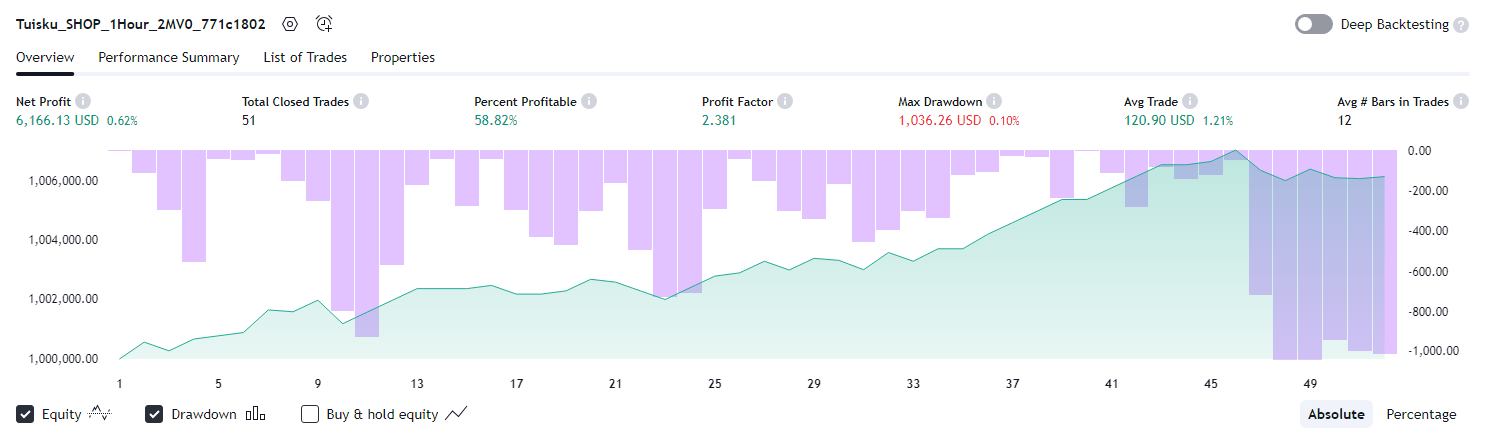 Tuisku_SHOP_1Hour_2MV0_771c1802
Deep Backtesting ?
Overview Performance Summary List of Trades Properties
Net Profit i Total Closed Trades i Percent Profitable i Profit Factor i Max Drawdown i Avg Trade i Avg # Bars in Trades i
6,166.13 USD 0.62% 51 58.82% 2.381 1,036.26 USD 0.10% 120.90 USD 1.21% 12
0.00
1,006,000.00
-200.00
-400.00
1,004,000.00
-600.00
1,002,000.00
-800.00
-1,000.00
1,000,000.00
1 5 9 13 17 21 25 29 33 37 41 45 49
Equity Drawdown Buy & hold equity Absolute Percentage